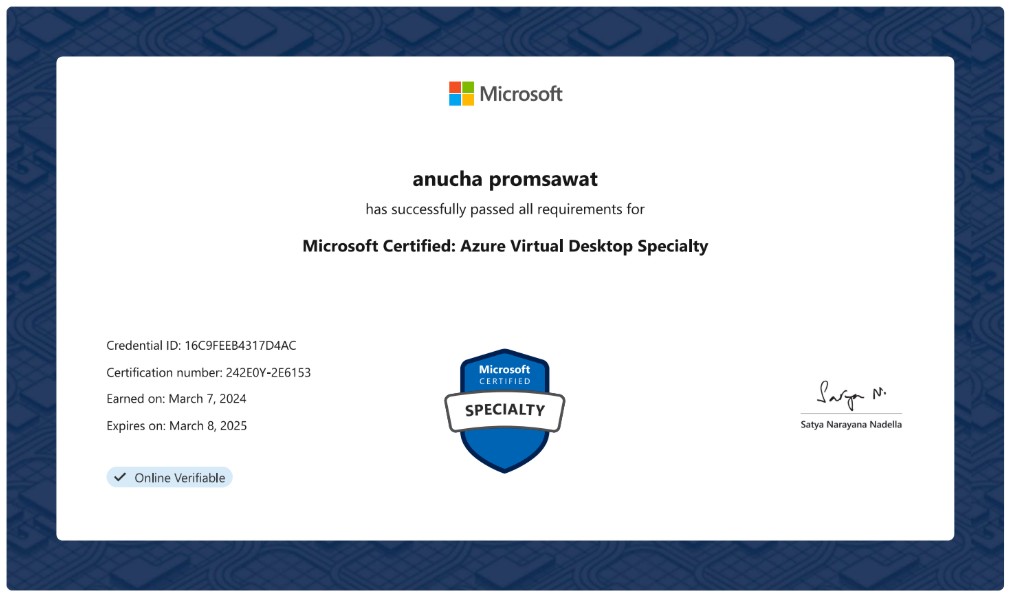 Microsoft
anucha promsawat
has successfully passed all requirements for
Microsoft Certified: Azure Virtual Desktop Specialty
Credential ID: 16C9FEEB4317D4AC
Certification number: 242E0Y-2E6153
Earned on: March 7, 2024
Expires on: March 8, 2025
Online Verifiable
Microsoft
CERTIFIED
SPECIALTY
Satya N.
Satya Narayana Nadella